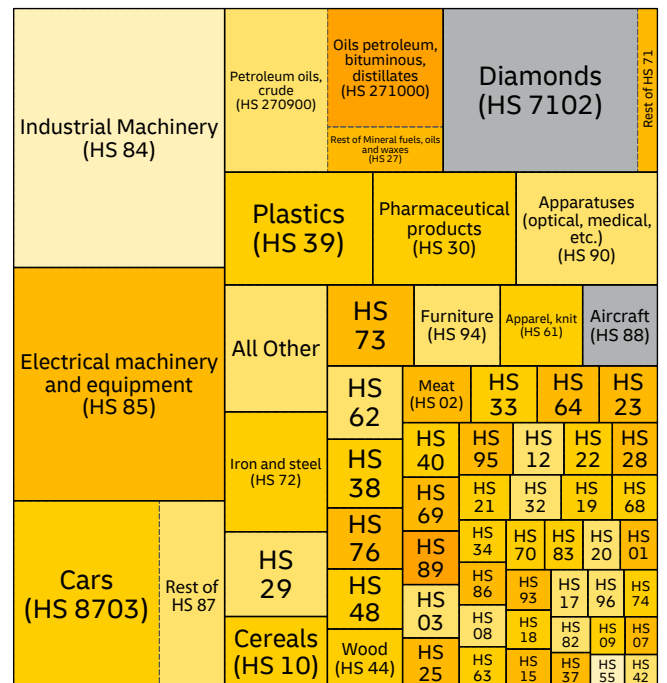 Industrial Machinery
(HS 84)
Petroleum oils,
crude
(HS 270900)
Oils petroleum,
bituminous,
distillates
(HS 271000)
Rest of Mineral fuels, oils
and waxes
(HS 27)
Diamonds
(HS 7102)
Rest of HS 71
Plastics
(HS 39)
Pharmaceutical
products
(HS 30)
Apparatuses
(optical, medical,
etc.)
(HS 90)
Electrical machinery
and equipment
(HS 85)
All Other
HS
73
Furniture
(HS 94)
Apparel, knit
(HS 61)
Aircraft
(HS 88)
HS
62
Meat
(HS 02)
HS
33
HS
64
HS
23
Iron and steel
(HS 72)
HS
38
HS
40
HS
95
HS
12
HS
22
HS
28
HS
69
HS
21
HS
32
HS
19
HS
68
Cars
(HS 8703)
Rest of
HS 87
HS
29
HS
76
HS
89
HS
34
HS
70
HS
83
HS
20
HS
01
HS
48
HS
03
HS
86
HS
93
HS
17
HS
96
HS
74
Cereals
(HS 10)
Wood
(HS 44)
HS
25
HS
08
HS
18
HS
82
HS
09
HS
07
HS
63
HS
15
HS
37
HS
55
HS
42